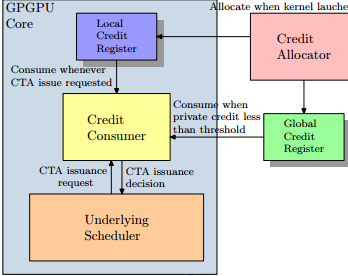 GPGPU
Core
Local
Credit
Register
Allocate when kernel lauche
Credit
Allocator
Consume whenever
CTA issue requested
Credit
Consumer
Consume when
private credit less
than threshold
Global
Credit
Register
CTA issuance
request
CTA issuance
decision
Underlying
Scheduler